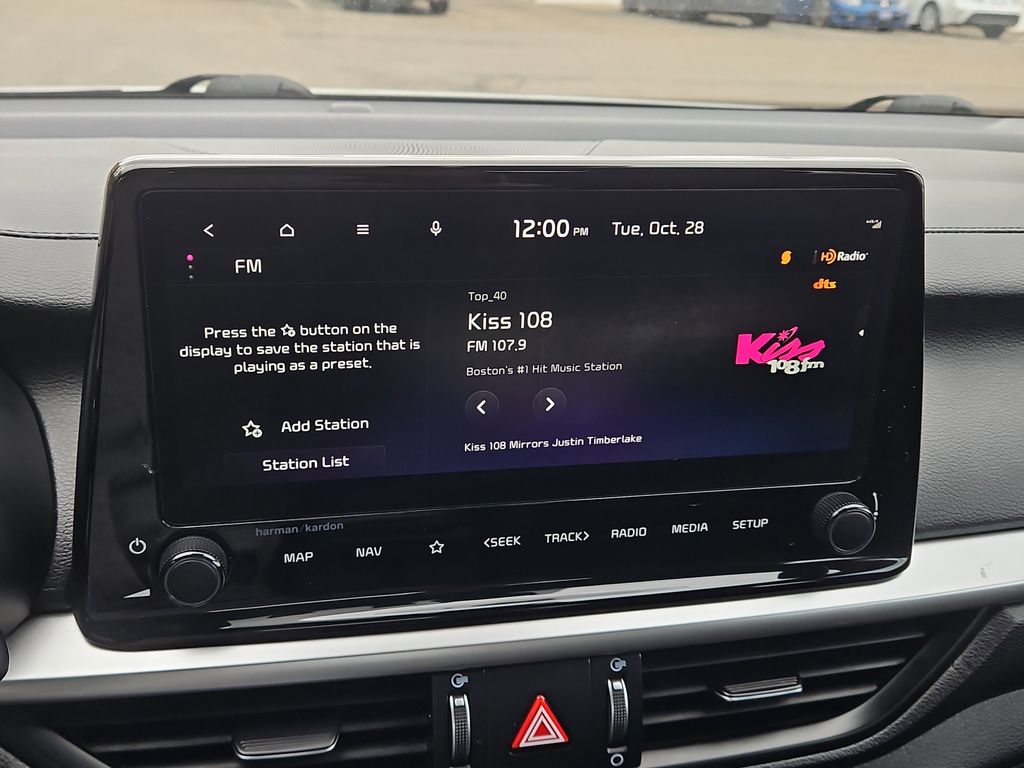 12:00 PM Tue, Oct. 28
FM
HD Radio
dts
Top_40
Kiss 108
FM 107.9
Boston's #1 Hit Music Station
Kiss 108 Mirrors Justin Timberlake
Kiss
108fm
Press the button on the
display to save the station that is
playing as a preset.
Add Station
Station List
harman/kardon
MAP NAV <SEEK TRACK> RADIO MEDIA SETUP